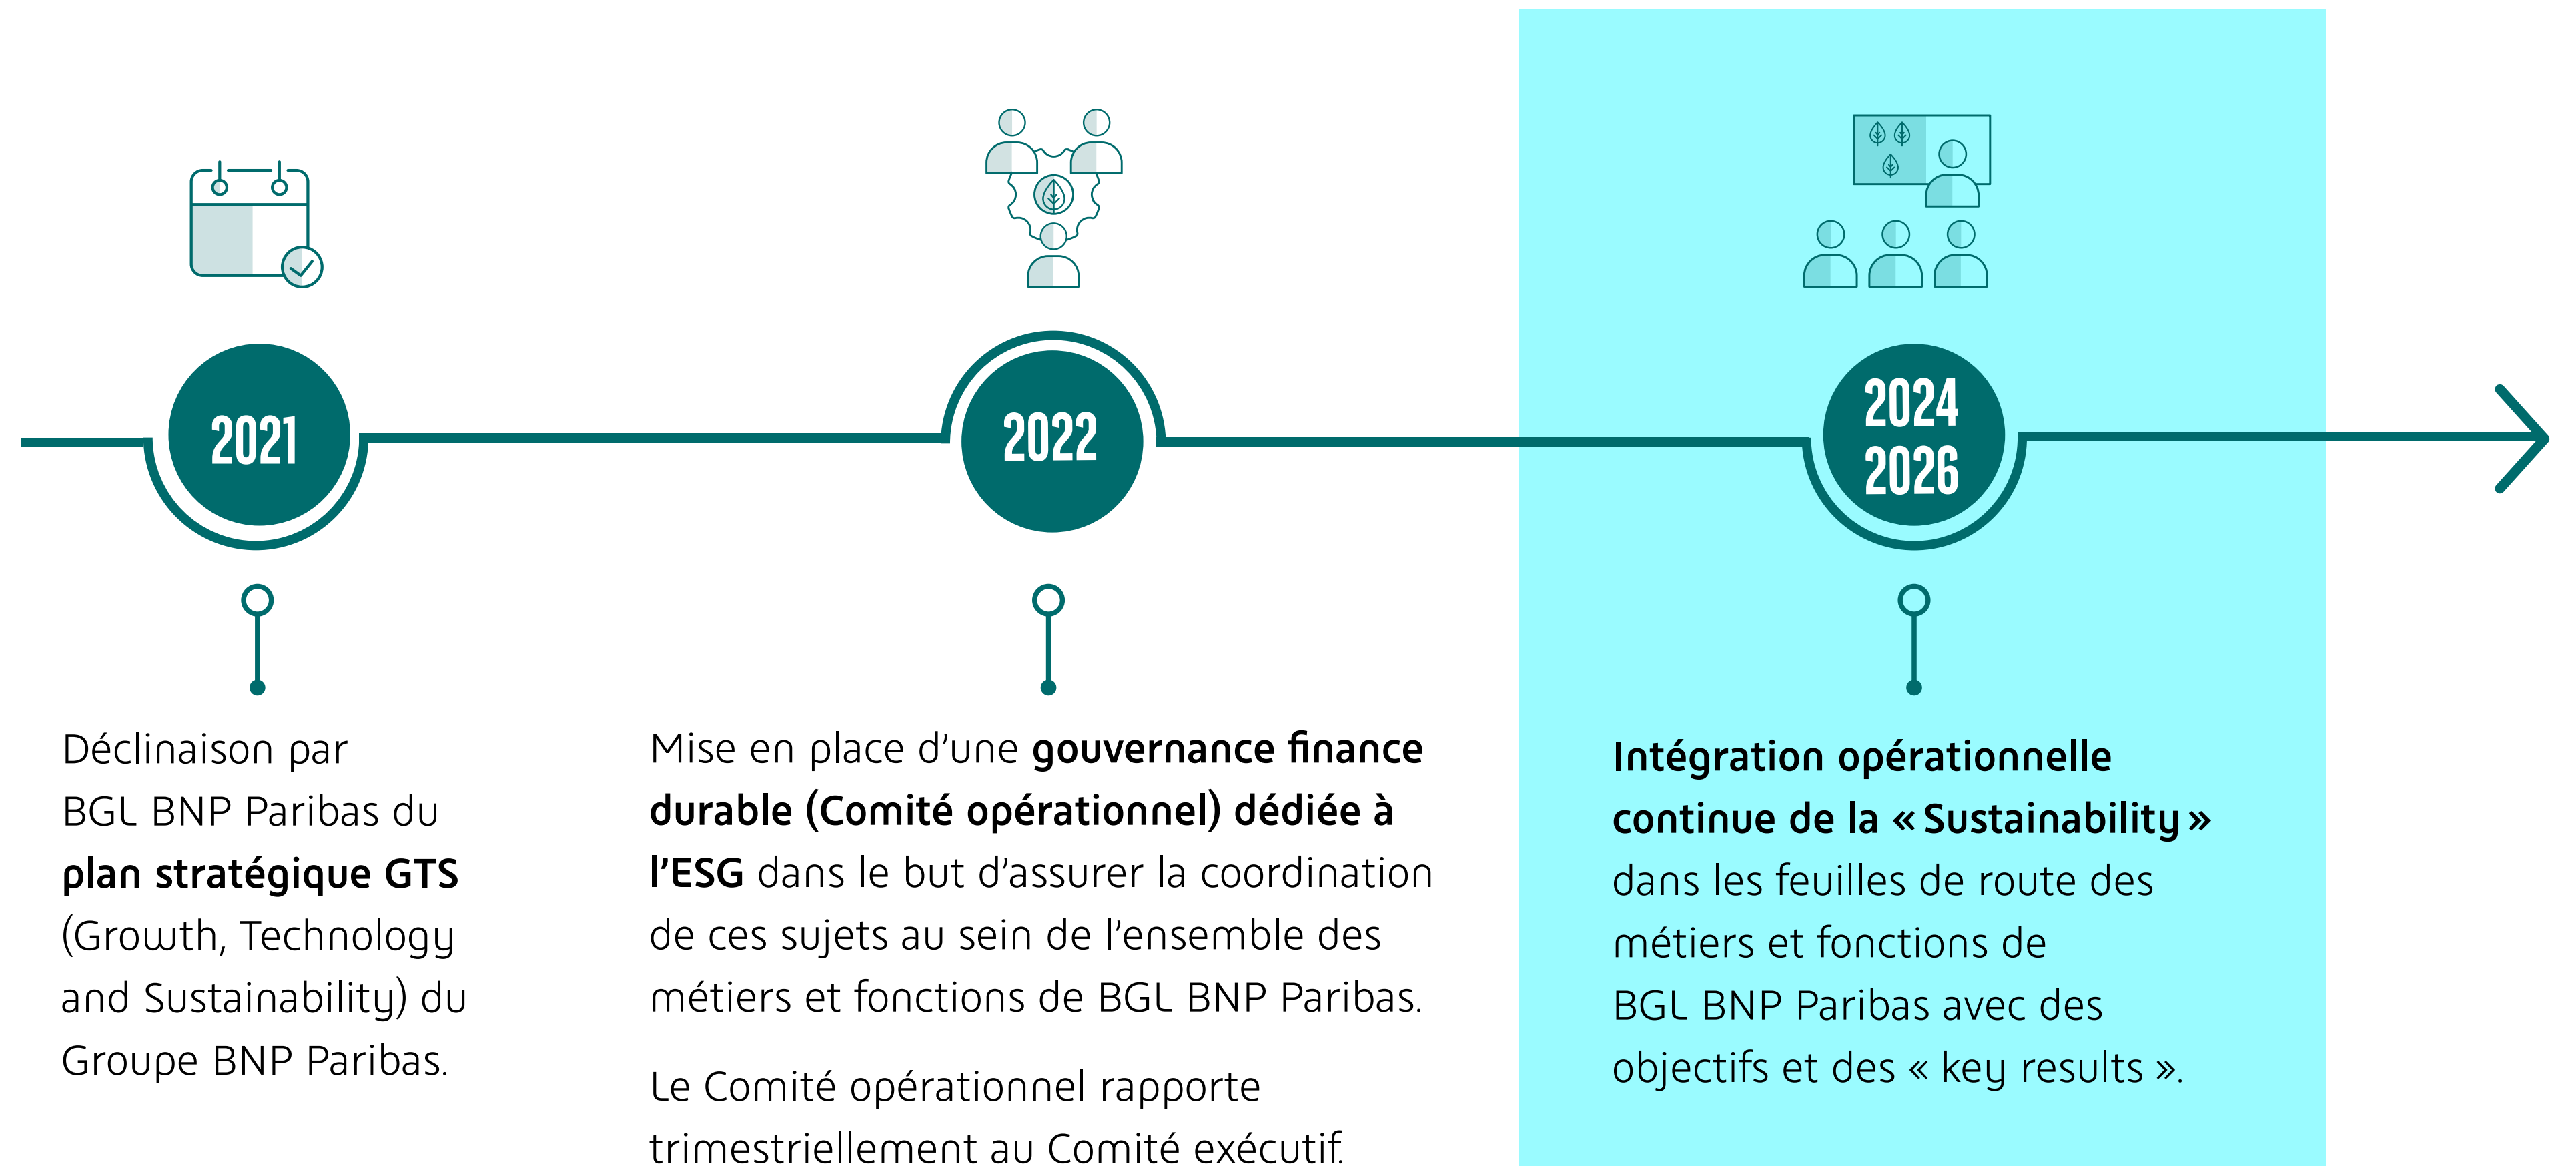 2021
Déclinaison par
BGL BNP Paribas du
plan stratégique GTS
(Growth, Technology
and Sustainability) du
Groupe BNP Paribas.
2022
Mise en place d’une gouvernance finance
durable (Comité opérationnel) dédiée à
l’ESG dans le but d’assurer la coordination
de ces sujets au sein de l’ensemble des
métiers et fonctions de BGL BNP Paribas.
Le Comité opérationnel rapporte
trimestriellement au Comité exécutif.
2024
2026
Intégration opérationnelle
continue de la « Sustainability »
dans les feuilles de route des
métiers et fonctions de
BGL BNP Paribas avec des
objectifs et des « key results ».